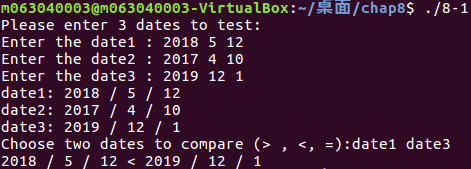 m063040003@m063040003-VirtualBox:~/桌面/chap8$ ./8-1
Please enter 3 dates to test:
Enter the date1 : 2018 5 12
Enter the date2 : 2017 4 10
Enter the date3 : 2019 12 1
date1: 2018 / 5 / 12
date2: 2017 / 4 / 10
date3: 2019 / 12 / 1
Choose two dates to compare (> , <, =):date1 date3
2018 / 5 / 12 < 2019 / 12 / 1